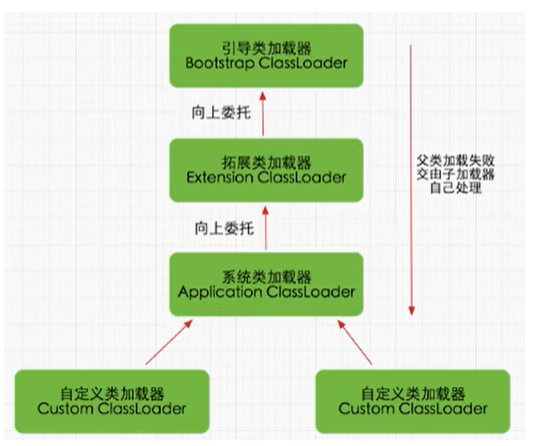 引导类加载器
Bootstrap ClassLoader
向上委托
拓展类加载器
Extension ClassLoader
父类加载失败
交由子加载器
自己处理
向上委托
系统类加载器
Application ClassLoader
自定义类加载器
Custom ClassLoader
自定义类加载器
Custom ClassLoader